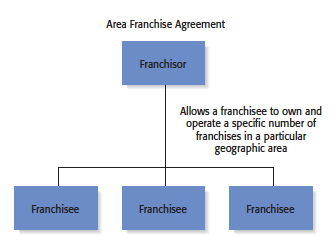 Area Franchise Agreement
Franchisor
Allows a franchisee to own and
operate a specific number of
franchises in a particular
geographic area
Franchisee
Franchisee
Franchisee